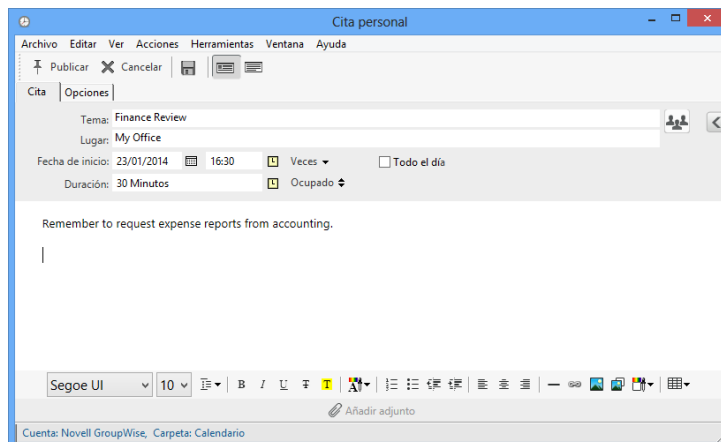 Cita personal
Archivo Editar Ver Acciones Herramientas Ventana Ayuda
Publicar Cancelar
Cita Opciones
Tema: Finance Review
Lugar: My Office
Fecha de inicio: 23/01/2014 16:30 Veces Todo el día
Duración: 30 Minutos Ocupado
Remember to request expense reports from accounting.
Segoe UI 10 B I U T T A
Añadir adjunto
Cuenta: Novell GroupWise, Carpeta: Calendario